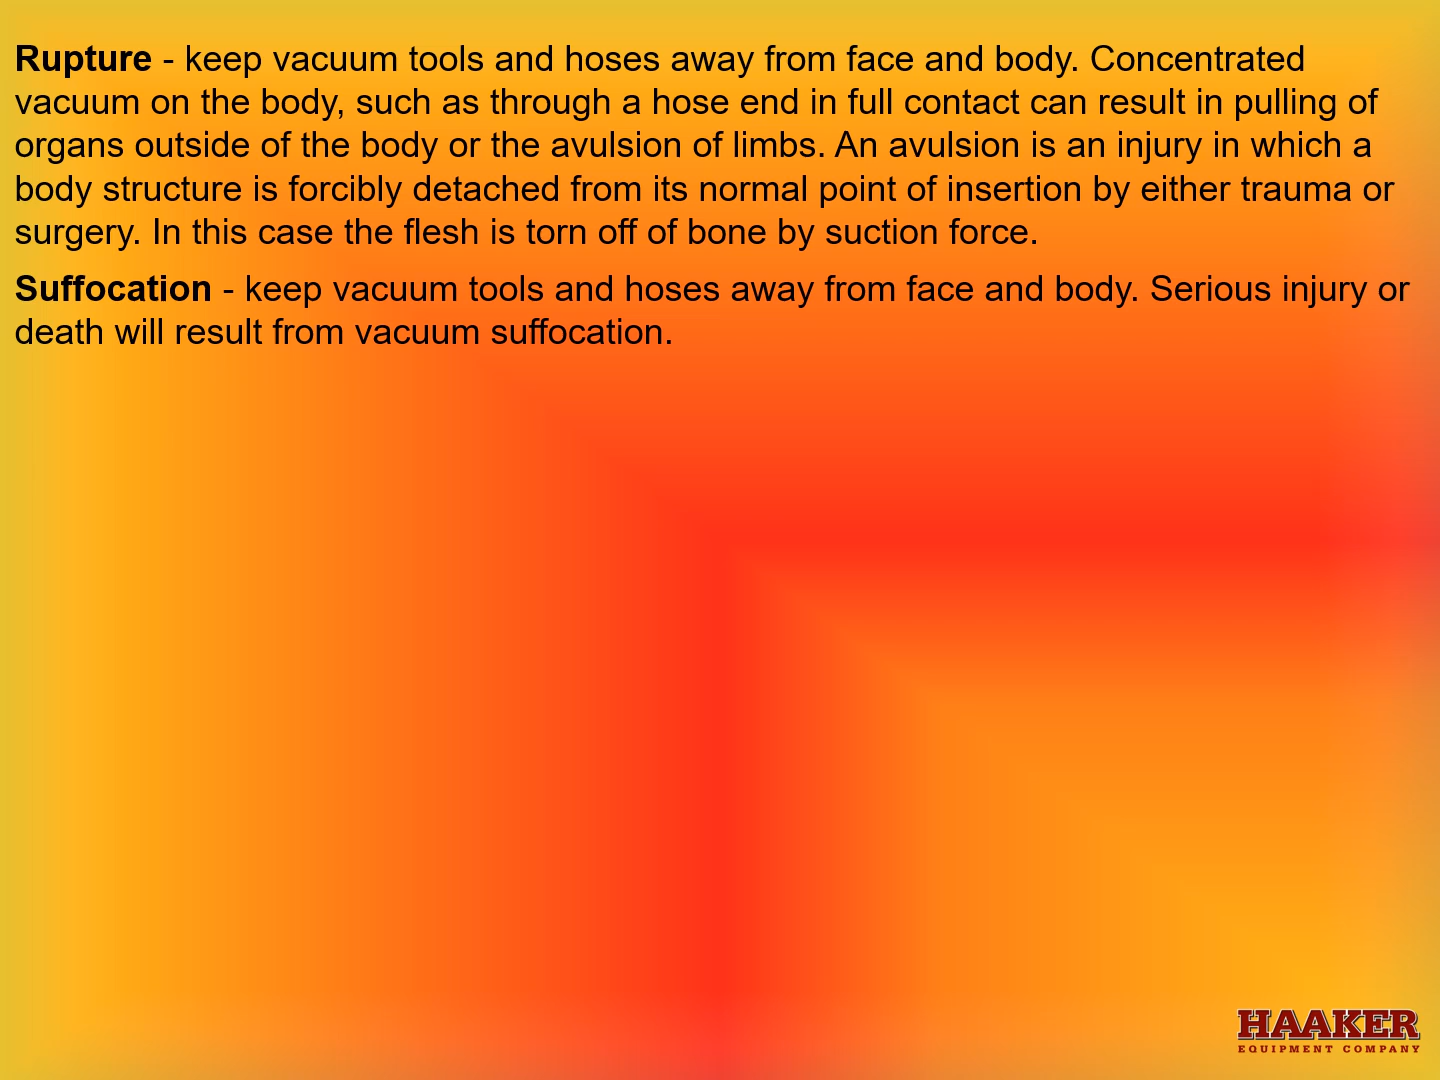 Rupture - keep vacuum tools and hoses away from face and body. Concentrated
vacuum on the body, such as through a hose end in full contact can result in pulling of
organs outside of the body or the avulsion of limbs. An avulsion is an injury in which a
body structure is forcibly detached from its normal point of insertion by either trauma or
surgery. In this case the flesh is torn off of bone by suction force.
Suffocation - keep vacuum tools and hoses away from face and body. Serious injury or
death will result from vacuum suffocation.
HAAKER
EQUIPMENT COMPANY